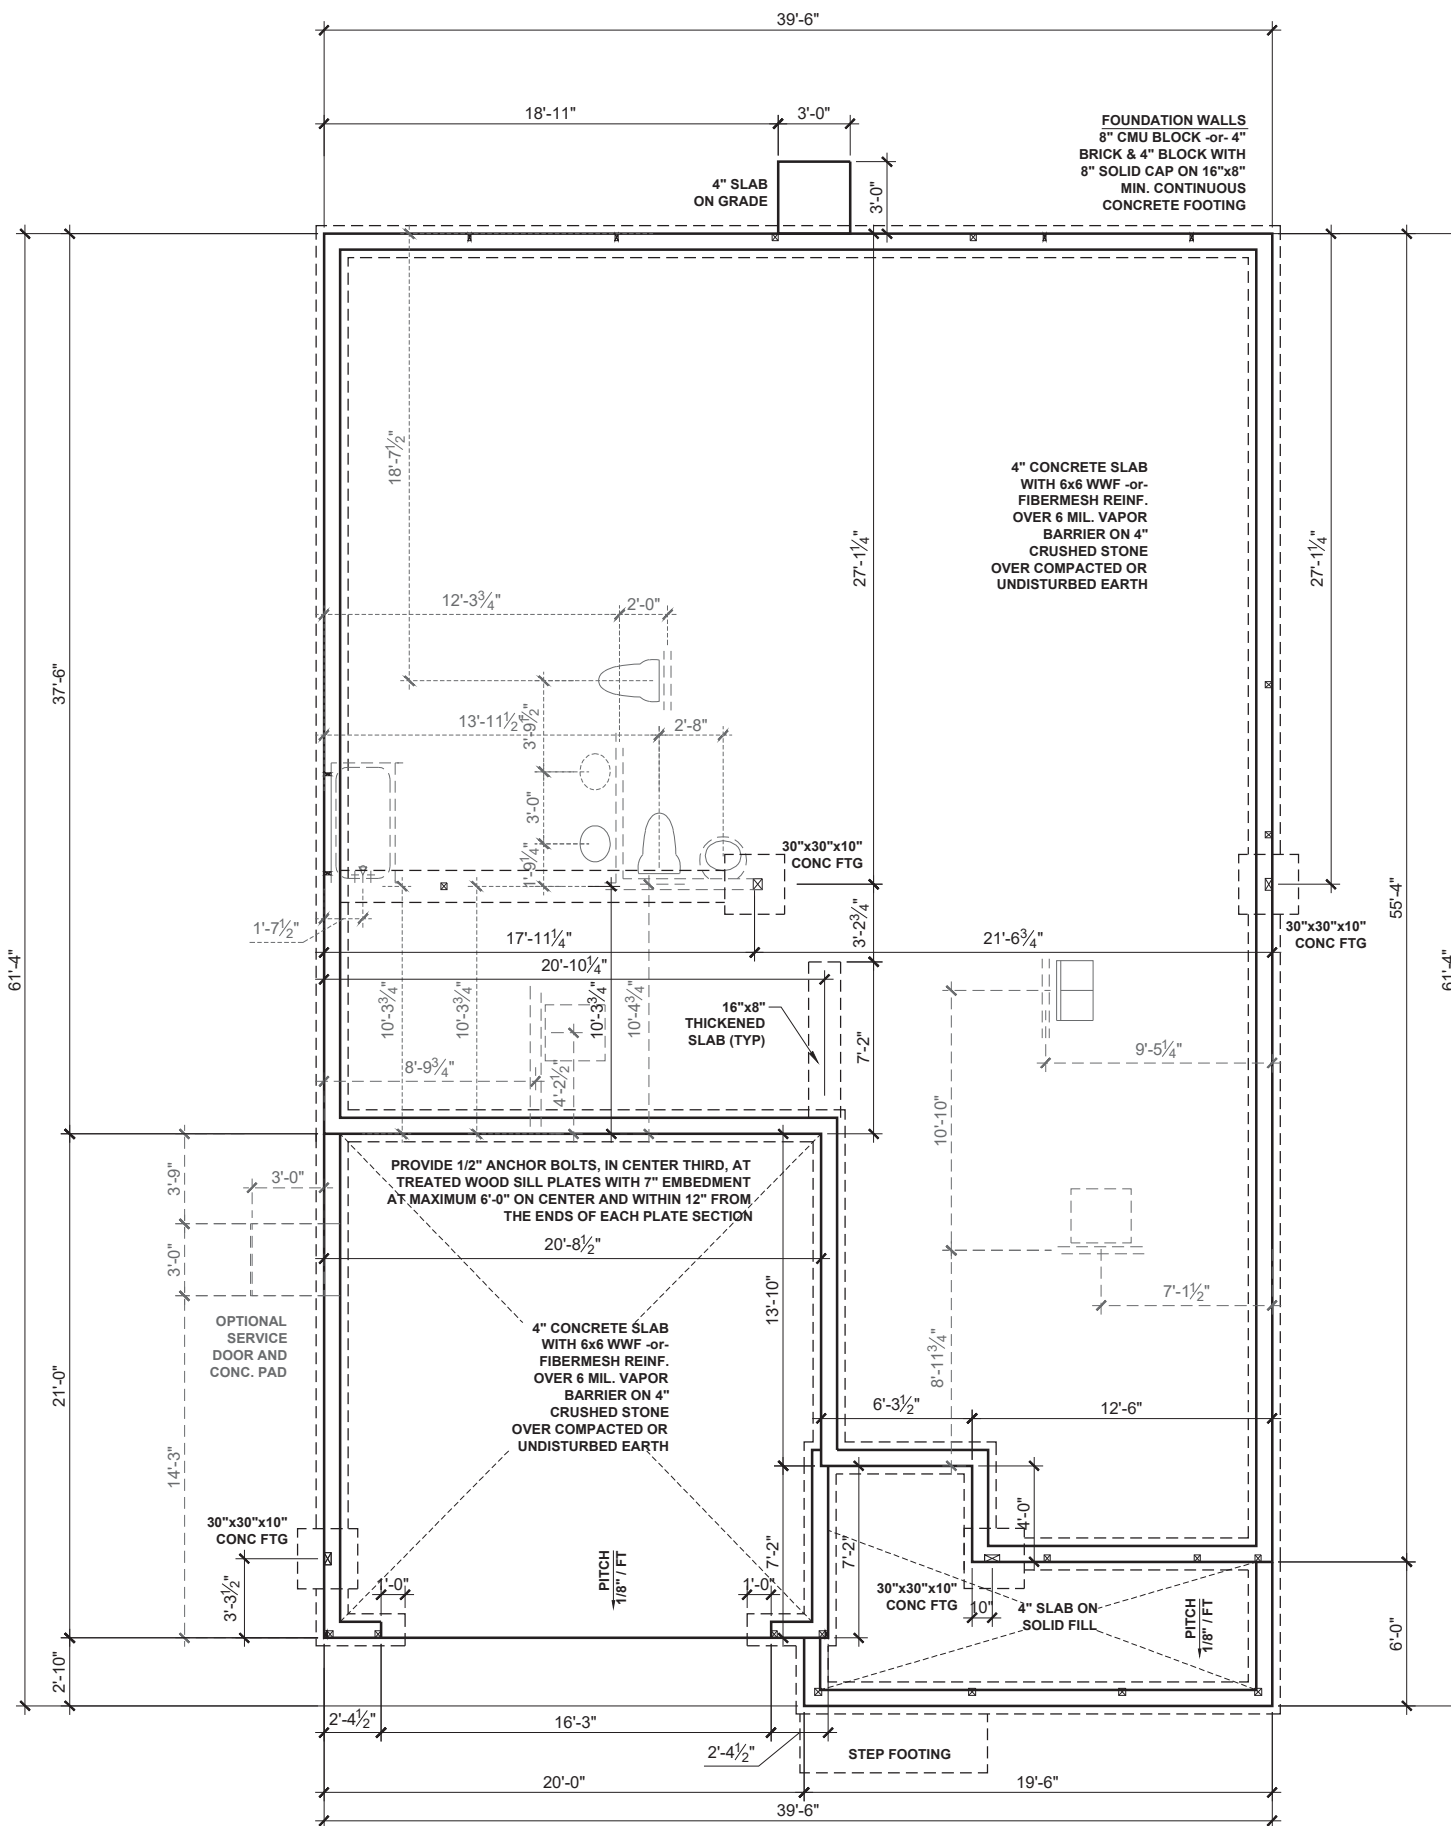 39'-6"
18'-11"
3'-0"
FOUNDATION WALLS
8" CMU BLOCK -or- 4"
BRICK & 4" BLOCK WITH
8" SOLID CAP ON 16"x8"
MIN. CONTINUOUS
CONCRETE FOOTING
4" SLAB
ON GRADE
3'-0"
18'-7½"
4" CONCRETE SLAB
WITH 6x6 WWF -or-
FIBERMESH REINF.
OVER 6 MIL. VAPOR
BARRIER ON 4"
CRUSHED STONE
OVER COMPACTED OR
UNDISTURBED EARTH
27'-1¼"
27'-1¼"
12'-3¾"
2'-0"
37'-6"
13'-11½"
3'-9½"
2'-8"
3'-0"
1'-9¼"
30"x30"x10"
CONC FTG
55'-4"
1'-7½"
17'-11¼"
3'-2¾"
21'-6¾"
30"x30"x10"
CONC FTG
61'-4"
61'-4"
20'-10¼"
10'-3¾"
10'-3¾"
10'-3¾"
10'-4¾"
16"x8"
THICKENED
SLAB (TYP)
7'-2"
9'-5¼"
8'-9¾"
4'-2½"
10'-10"
3'-9"
3'-0"
PROVIDE 1/2" ANCHOR BOLTS, IN CENTER THIRD, AT
TREATED WOOD SILL PLATES WITH 7" EMBEDMENT
AT MAXIMUM 6'-0" ON CENTER AND WITHIN 12" FROM
THE ENDS OF EACH PLATE SECTION
20'-8½"
3'-0"
13'-10"
7'-1½"
OPTIONAL
SERVICE
DOOR AND
CONC. PAD
4" CONCRETE SLAB
WITH 6x6 WWF -or-
FIBERMESH REINF.
OVER 6 MIL. VAPOR
BARRIER ON 4"
CRUSHED STONE
OVER COMPACTED OR
UNDISTURBED EARTH
8'-11¾"
21'-0"
6'-3½"
12'-6"
14'-3"
30"x30"x10"
CONC FTG
4'-0"
7'-2"
7'-2"
3'-3½"
1'-0"
PITCH
1/8" / FT
1'-0"
30"x30"x10"
CONC FTG
10"
4" SLAB ON
SOLID FILL
PITCH
1/8" / FT
6'-0"
2'-10"
2'-4½"
16'-3"
2'-4½"
STEP FOOTING
20'-0"
19'-6"
39'-6"